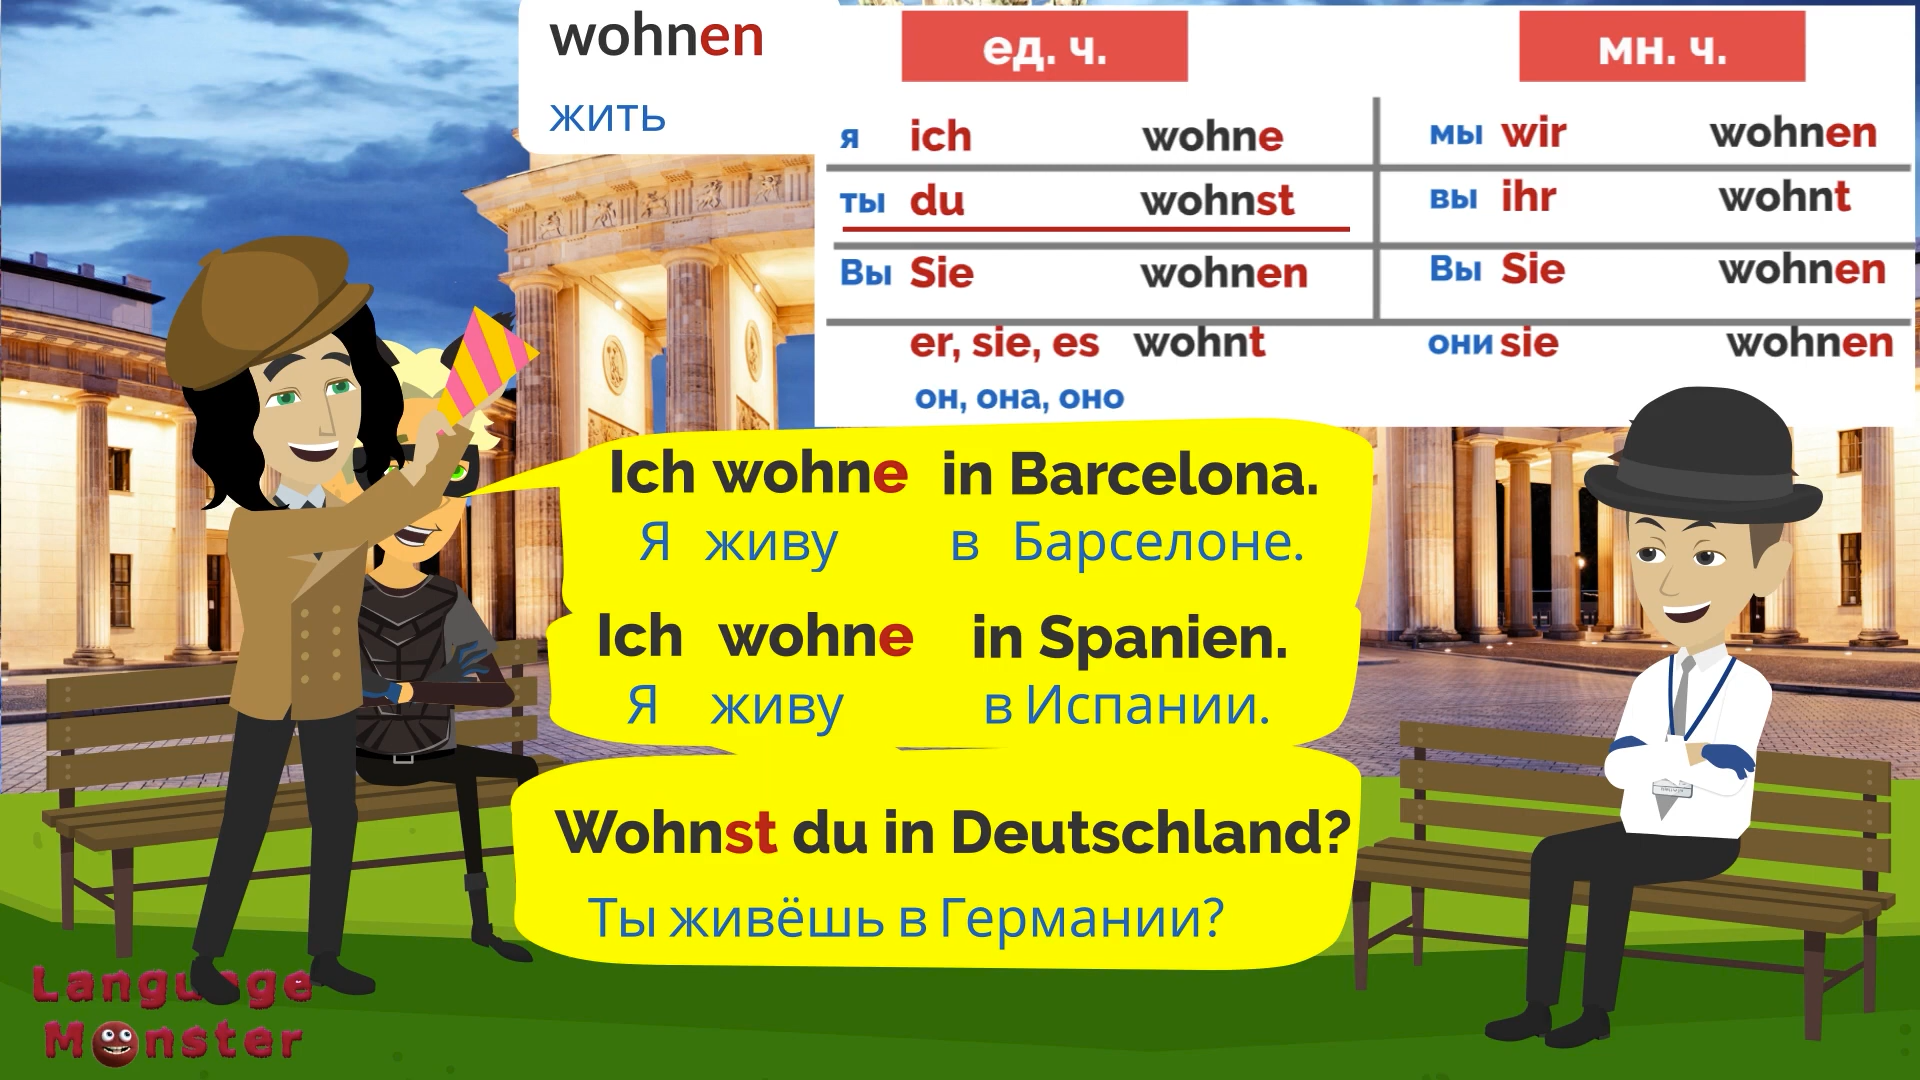 wohnen
жить
ед. ч. мн. ч.
я ich wohne мы wir wohnen
ты du wohnst вы ihr wohnt
Вы Sie wohnen Вы Sie wohnen
er, sie, es wohnt они sie wohnen
он, она, оно
Ich wohne in Barcelona.
Я живу в Барселоне.
Ich wohne in Spanien.
Я живу в Испании.
Wohnst du in Deutschland?
Ты живёшь в Германии?
Language
Monster